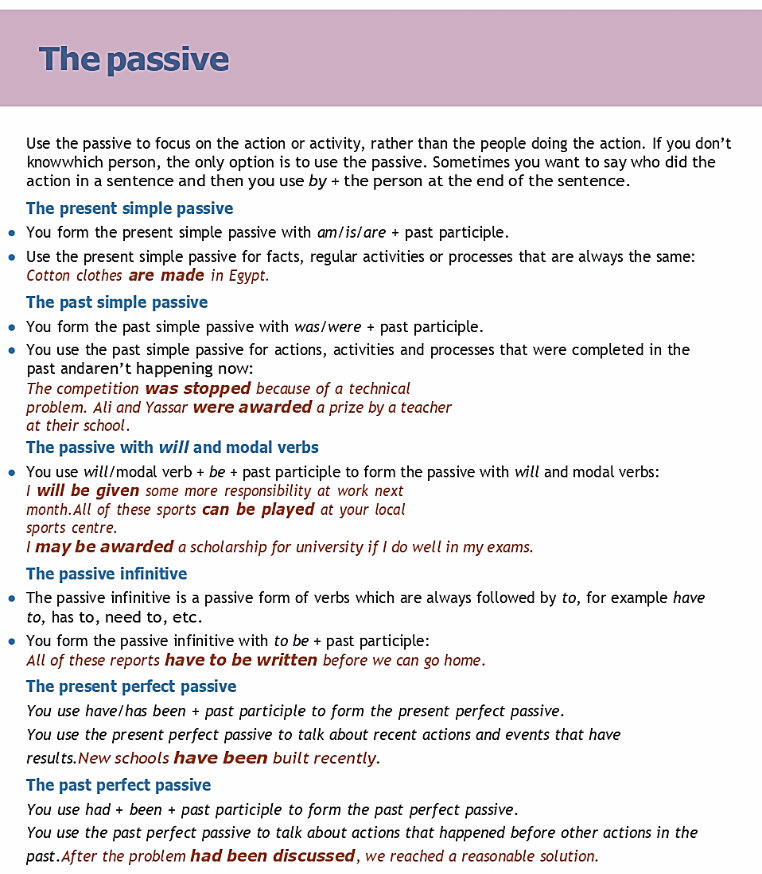 The passive
Use the passive to focus on the action or activity, rather than the people doing the action. If you don't
knowwhich person, the only option is to use the passive. Sometimes you want to say who did the
action in a sentence and then you use by + the person at the end of the sentence.
The present simple passive
• You form the present simple passive with am/is/are + past participle.
• Use the present simple passive for facts, regular activities or processes that are always the same:
Cotton clothes are made in Egypt.
The past simple passive
• You form the past simple passive with was/were + past participle.
• You use the past simple passive for actions, activities and processes that were completed in the
past andaren't happening now:
The competition was stopped because of a technical
problem. Ali and Yassar were awarded a prize by a teacher
at their school.
The passive with will and modal verbs
• You use will/modal verb + be + past participle to form the passive with will and modal verbs:
I will be given some more responsibility at work next
month.All of these sports can be played at your local
sports centre.
I may be awarded a scholarship for university if I do well in my exams.
The passive infinitive
• The passive infinitive is a passive form of verbs which are always followed by to, for example have
to, has to, need to, etc.
• You form the passive infinitive with to be + past participle:
All of these reports have to be written before we can go home.
The present perfect passive
You use have/has been + past participle to form the present perfect passive.
You use the present perfect passive to talk about recent actions and events that have
results.New schools have been built recently.
The past perfect passive
You use had + been + past participle to form the past perfect passive.
You use the past perfect passive to talk about actions that happened before other actions in the
past.After the problem had been discussed, we reached a reasonable solution.